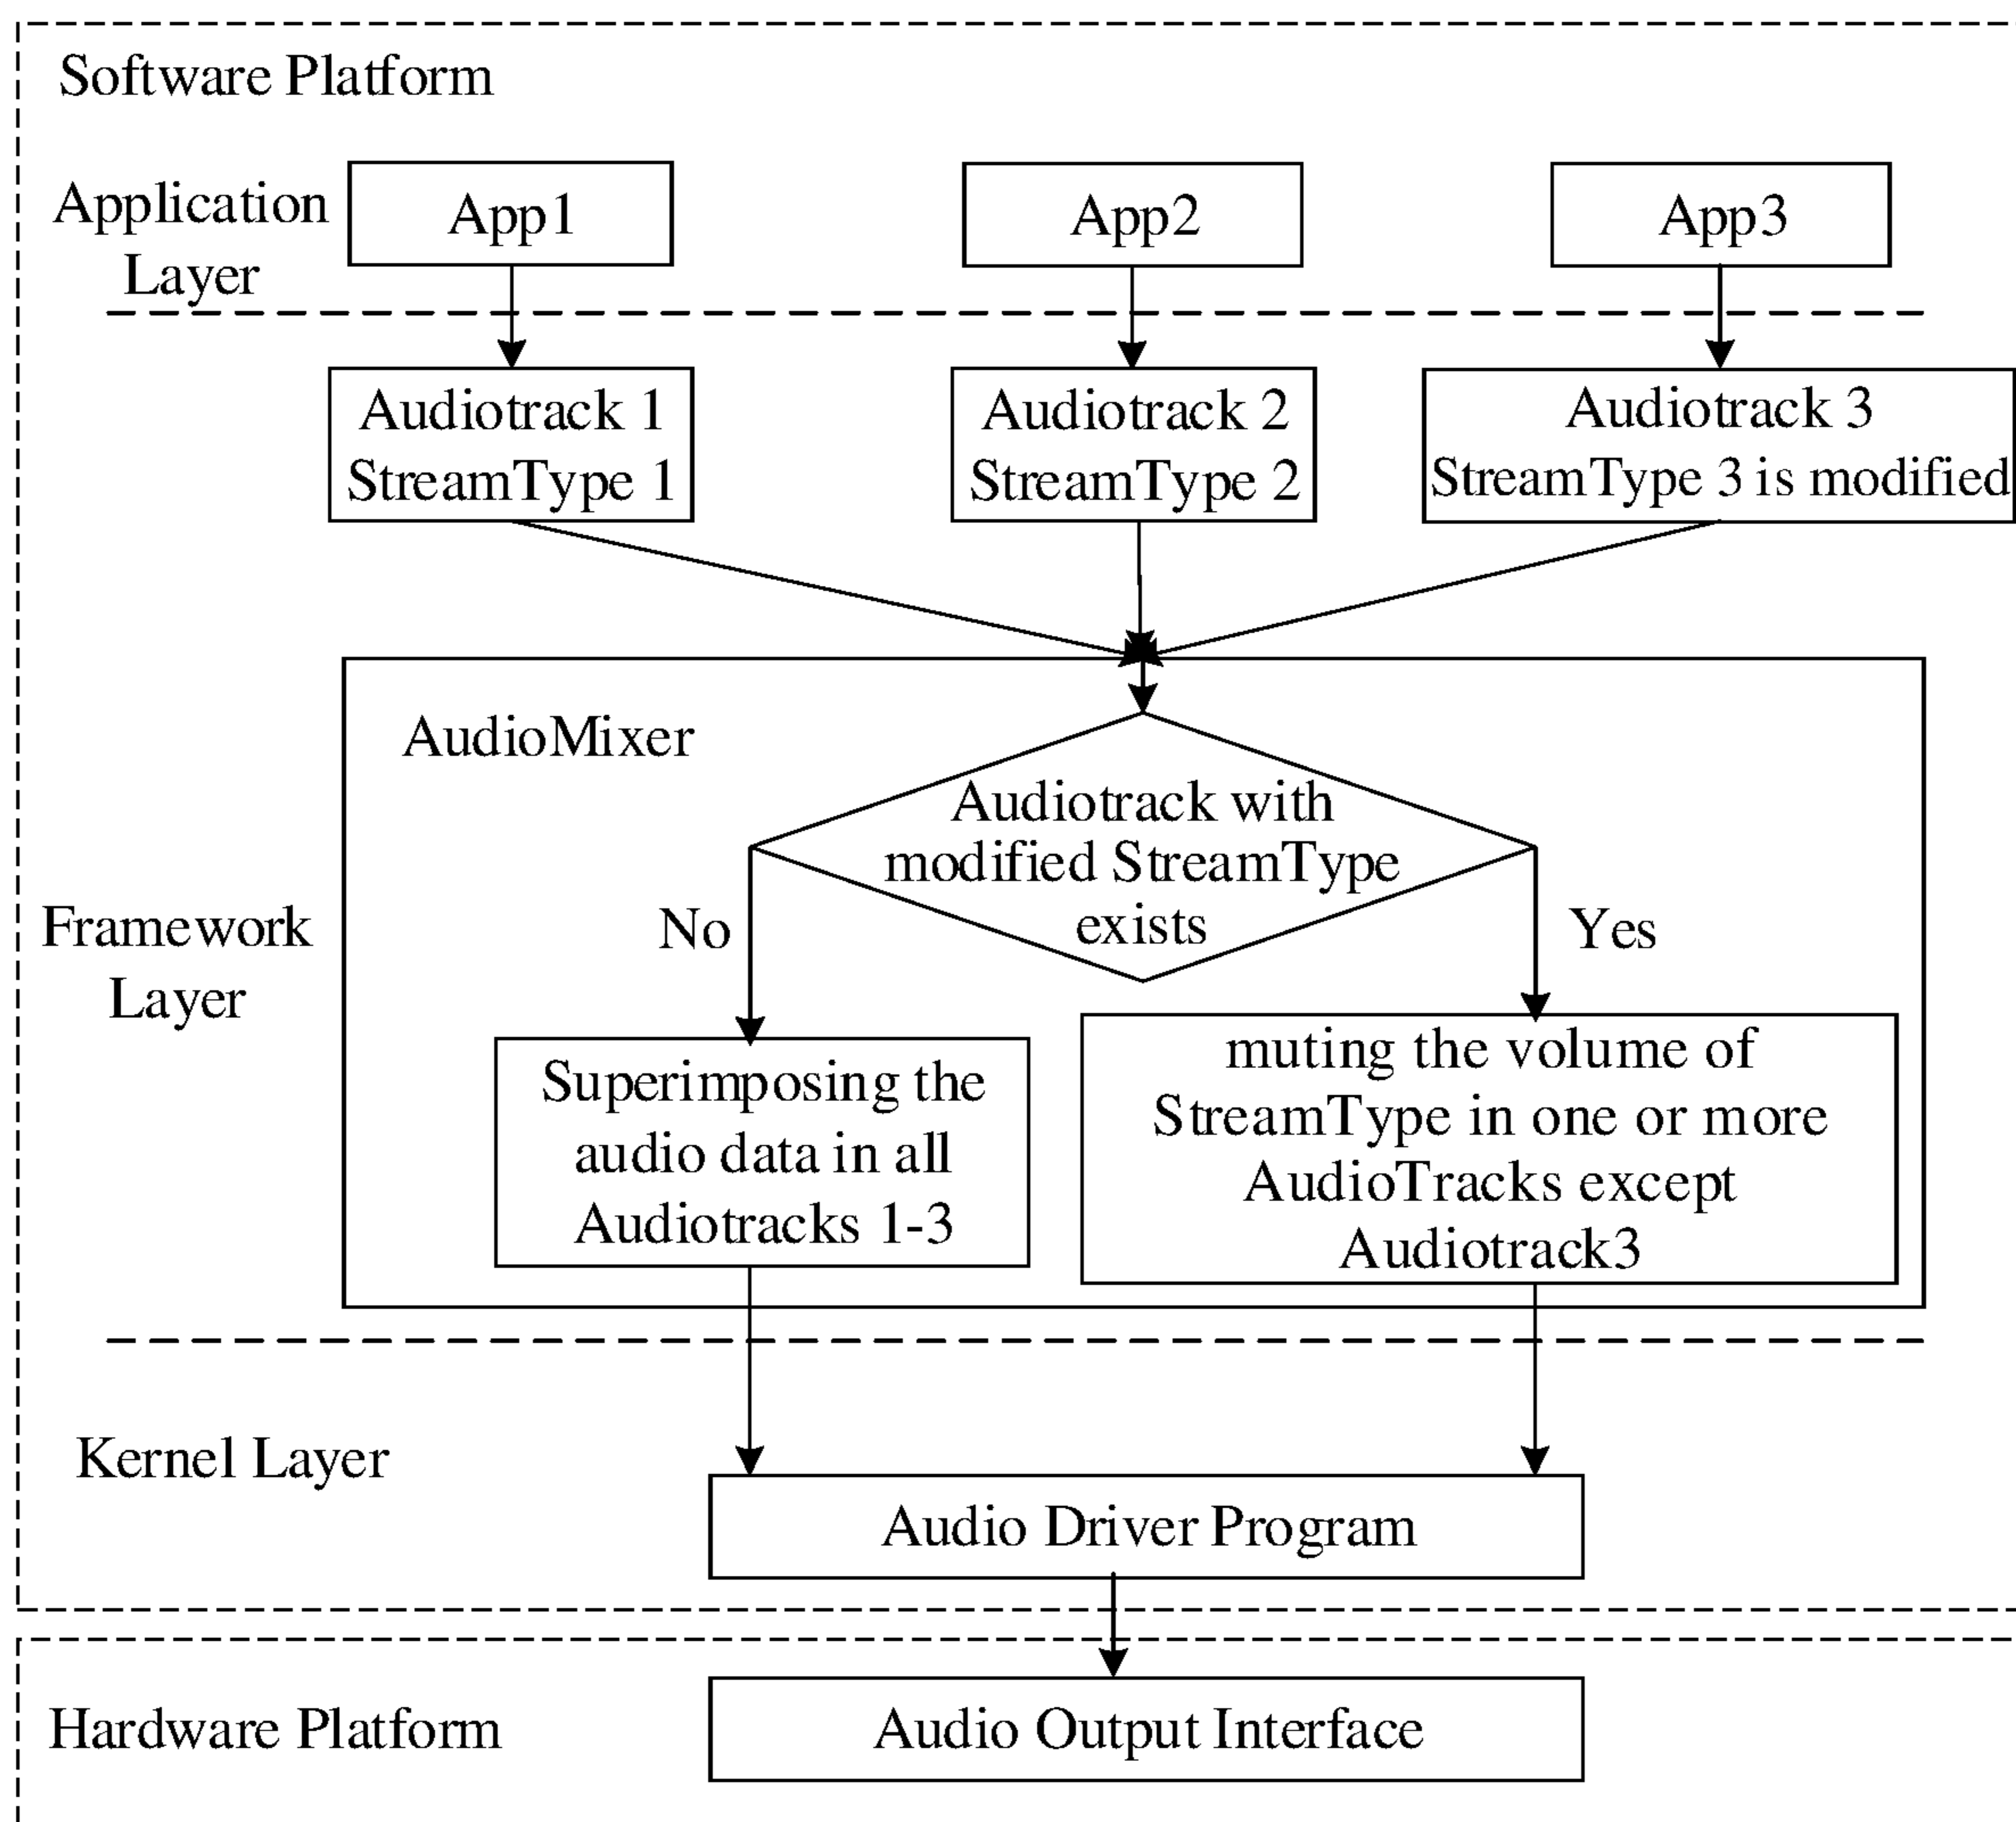 Software Platform
Application
Layer
App1
App2
App3
Audiotrack 1
StreamType 1
Audiotrack 2
StreamType 2
Audiotrack 3
StreamType 3 is modified
Framework
Layer
AudioMixer
Audiotrack with
modified StreamType
exists
No
Yes
Superimposing the
audio data in all
Audiotracks 1-3
muting the volume of
StreamType in one or more
AudioTracks except
Audiotrack3
Kernel Layer
Audio Driver Program
Hardware Platform
Audio Output Interface